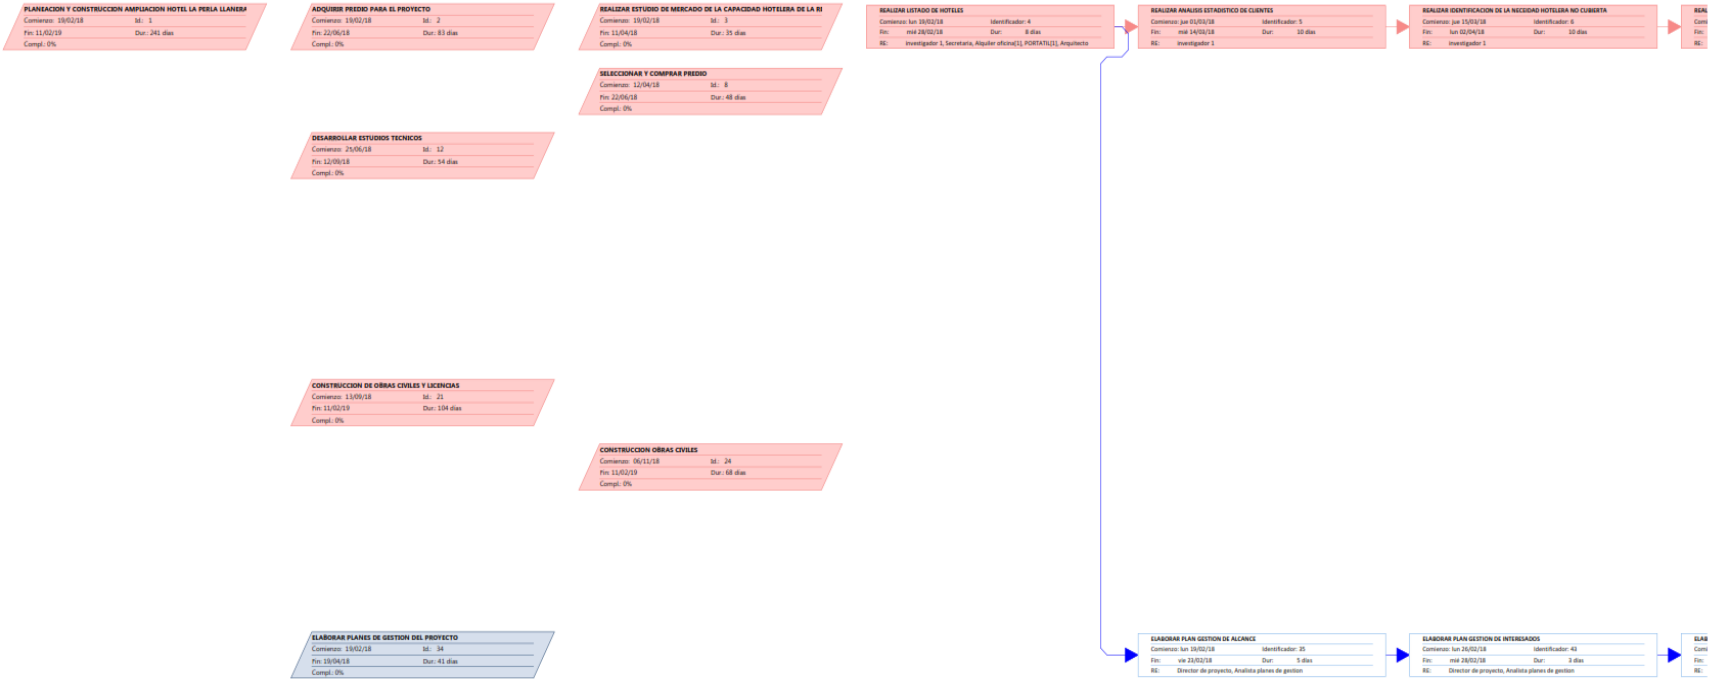 PLANEACION Y CONSTRUCCION AMPLIACION HOTEL LA PERLA LLANERA
Comienzo: 19/02/18 Id.: 1
Fin: 11/02/19 Dur.: 241 días
Compl.: 0%
ADQUIRIR PREDIO PARA EL PROYECTO
Comienzo: 19/02/18 Id.: 2
Fin: 22/06/18 Dur.: 83 días
Compl.: 0%
REALIZAR ESTUDIO DE MERCADO DE LA CAPACIDAD HOTELERA DE LA RE
Comienzo: 19/02/18 Id.: 3
Fin: 11/04/18 Dur.: 35 días
Compl.: 0%
REALIZAR LISTADO DE HOTELES
Comienzo: lun 19/02/18 Identificador: 4
Fin: mié 28/02/18 Dur: 8 días
RE: investigador 1, Secretaria, Alquiler oficina[1], PORTATIL[1], Arquitecto
REALIZAR ANALISIS ESTADISTICO DE CLIENTES
Comienzo: jue 01/03/18 Identificador: 5
Fin: mié 14/03/18 Dur: 10 días
RE: investigador 1
REALIZAR IDENTIFICACION DE LA NECEIDAD HOTELERA NO CUBIERTA
Comienzo: jue 15/03/18 Identificador: 6
Fin: lun 02/04/18 Dur: 10 días
RE: investigador 1
REAL
Comi
Fin:
RE:
SELECCIONAR Y COMPRAR PREDIO
Comienzo: 12/04/18 Id.: 8
Fin: 22/06/18 Dur.: 48 días
Compl.: 0%
DESARROLLAR ESTUDIOS TECNICOS
Comienzo: 25/06/18 Id.: 12
Fin: 12/09/18 Dur.: 54 días
Compl.: 0%
CONSTRUCCION DE OBRAS CIVILES Y LICENCIAS
Comienzo: 13/09/18 Id.: 21
Fin: 11/02/19 Dur.: 104 días
Compl.: 0%
CONSTRUCCION OBRAS CIVILES
Comienzo: 06/11/18 Id.: 24
Fin: 11/02/19 Dur.: 68 días
Compl.: 0%
ELABORAR PLANES DE GESTION DEL PROYECTO
Comienzo: 19/02/18 Id.: 34
Fin: 19/04/18 Dur.: 41 días
Compl.: 0%
ELABORAR PLAN GESTION DE ALCANCE
Comienzo: lun 19/02/18 Identificador: 35
Fin: vie 23/02/18 Dur: 5 días
RE: Director de proyecto, Analista planes de gestion
ELABORAR PLAN GESTION DE INTERESADOS
Comienzo: lun 26/02/18 Identificador: 43
Fin: mié 28/02/18 Dur: 3 días
RE: Director de proyecto, Analista planes de gestion
ELAB
Comi
Fin:
RE: